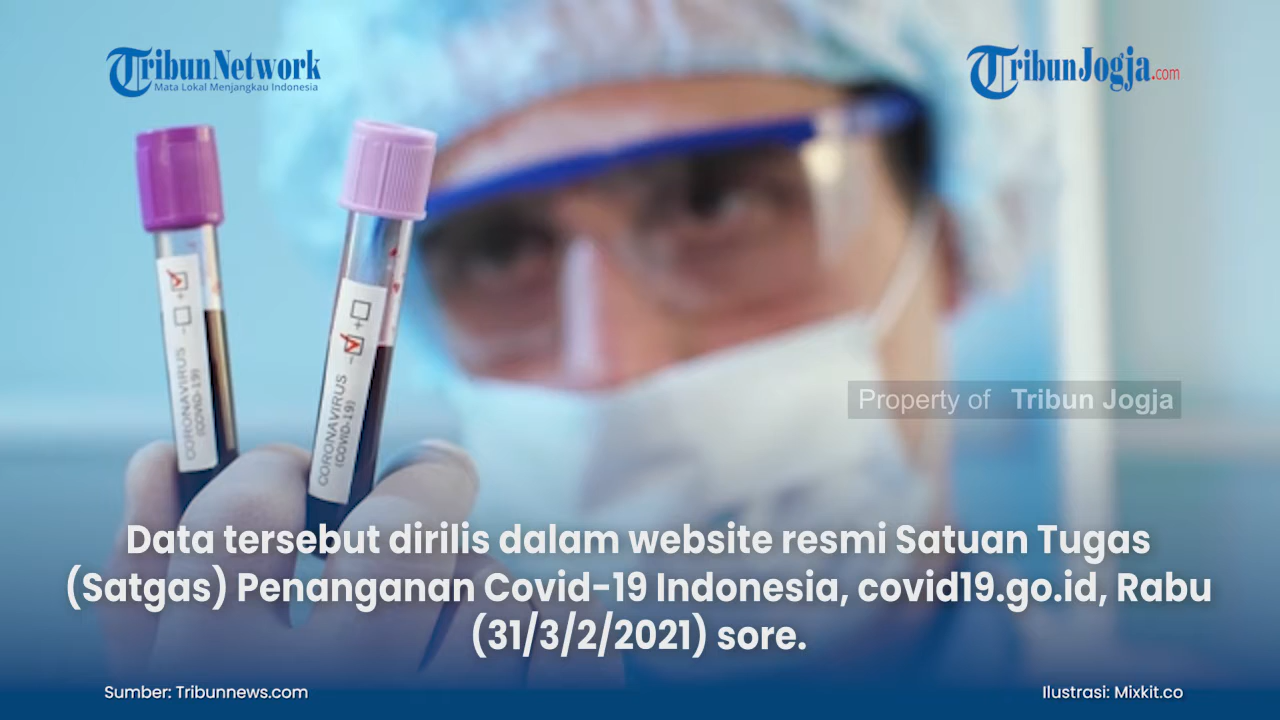 TribunNetwork
Mata Lokal Menjangkau Indonesia
TribunJogja.com
+
-
CORONAVIRUS
(COVID-19)
+
-
CORONAVIRUS
(COVID-19)
Property of Tribun Jogja
Data tersebut dirilis dalam website resmi Satuan Tugas
(Satgas) Penanganan Covid-19 Indonesia, covid19.go.id, Rabu
(31/3/2/2021) sore.
Sumber: Tribunnews.com
Ilustrasi: Mixkit.co